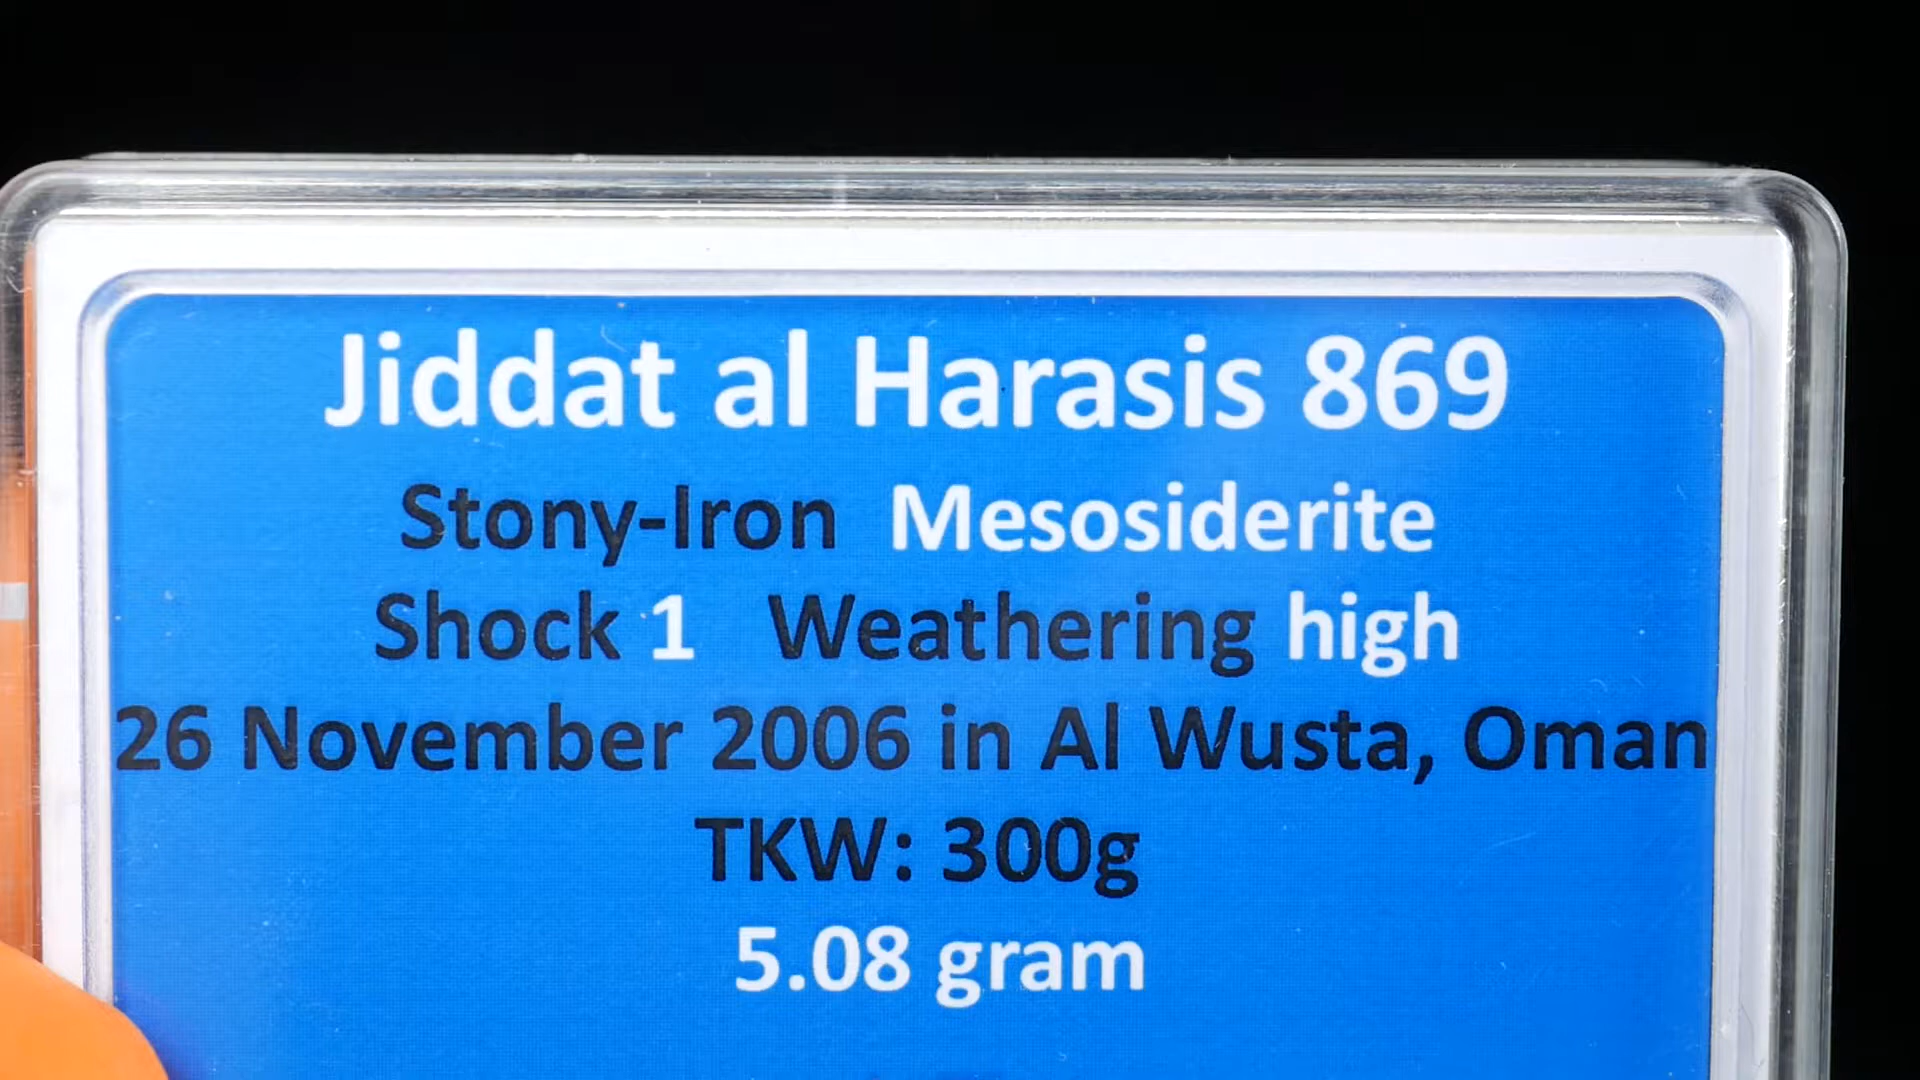 Jiddat al Harasis 869
Stony-Iron Mesosiderite
Shock 1 Weathering high
26 November 2006 in Al Wusta, Oman
TKW: 300g
5.08 gram